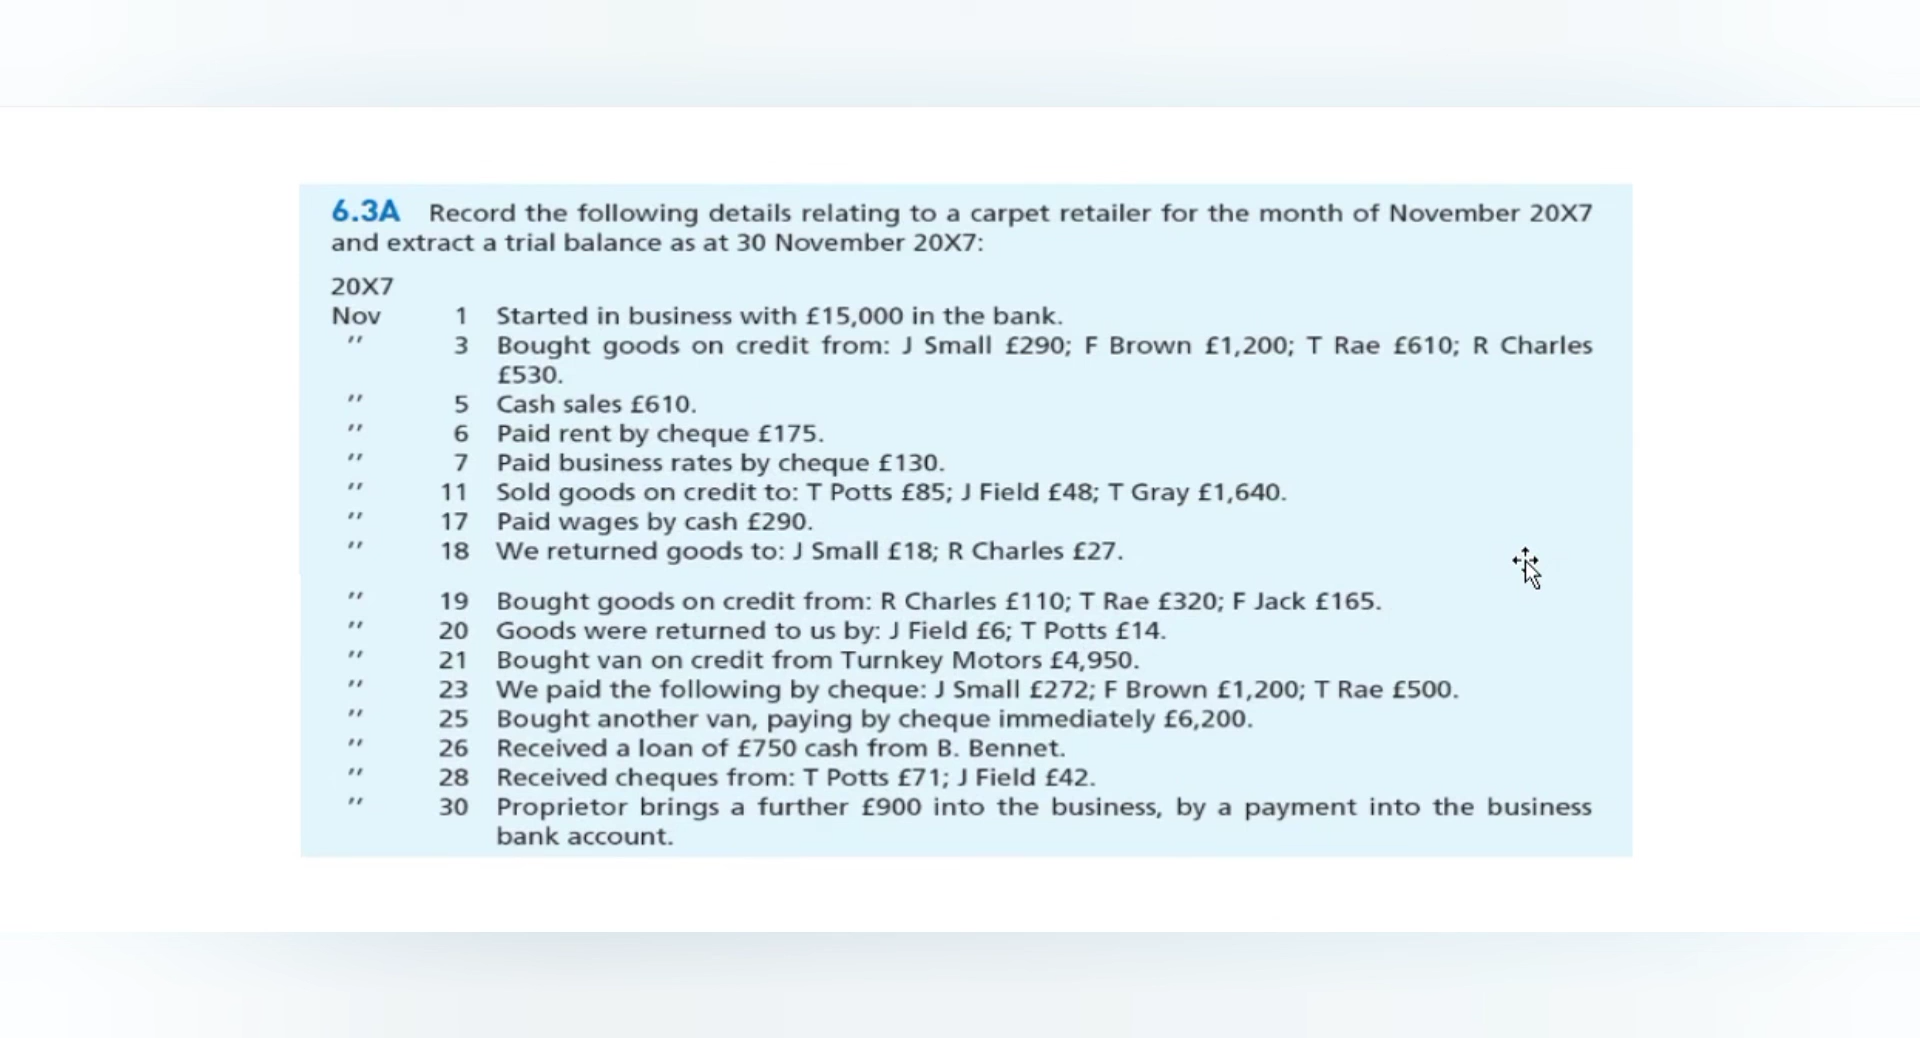 6.3A Record the following details relating to a carpet retailer for the month of November 20X7
and extract a trial balance as at 30 November 20X7:
20X7
Nov 1 Started in business with £15,000 in the bank.
" 3 Bought goods on credit from: J Small £290; F Brown £1,200; T Rae £610; R Charles
£530.
" 5 Cash sales £610.
" 6 Paid rent by cheque £175.
" 7 Paid business rates by cheque £130.
" 11 Sold goods on credit to: T Potts £85; J Field £48; T Gray £1,640.
" 17 Paid wages by cash £290.
" 18 We returned goods to: J Small £18; R Charles £27.
" 19 Bought goods on credit from: R Charles £110; T Rae £320; F Jack £165.
" 20 Goods were returned to us by: J Field £6; T Potts £14.
" 21 Bought van on credit from Turnkey Motors £4,950.
" 23 We paid the following by cheque: J Small £272; F Brown £1,200; T Rae £500.
" 25 Bought another van, paying by cheque immediately £6,200.
" 26 Received a loan of £750 cash from B. Bennet.
" 28 Received cheques from: T Potts £71; J Field £42.
" 30 Proprietor brings a further £900 into the business, by a payment into the business
bank account.